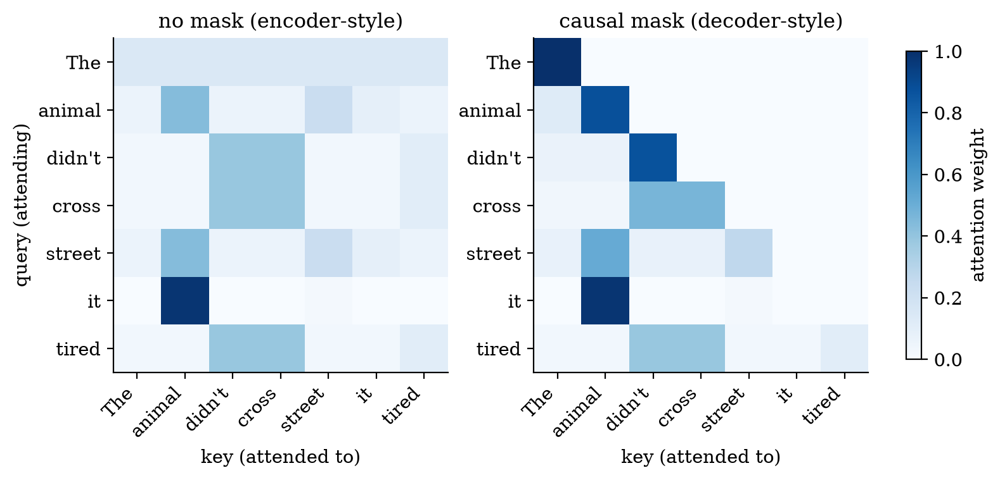 no mask (encoder-style)
query (attending)
The
animal
didn't
cross
street
it
tired
The
animal
didn't
cross
street
it
tired
key (attended to)
causal mask (decoder-style)
The
animal
didn't
cross
street
it
tired
The
animal
didn't
cross
street
it
tired
key (attended to)
1.0
0.8
0.6
0.4
0.2
0.0
attention weight